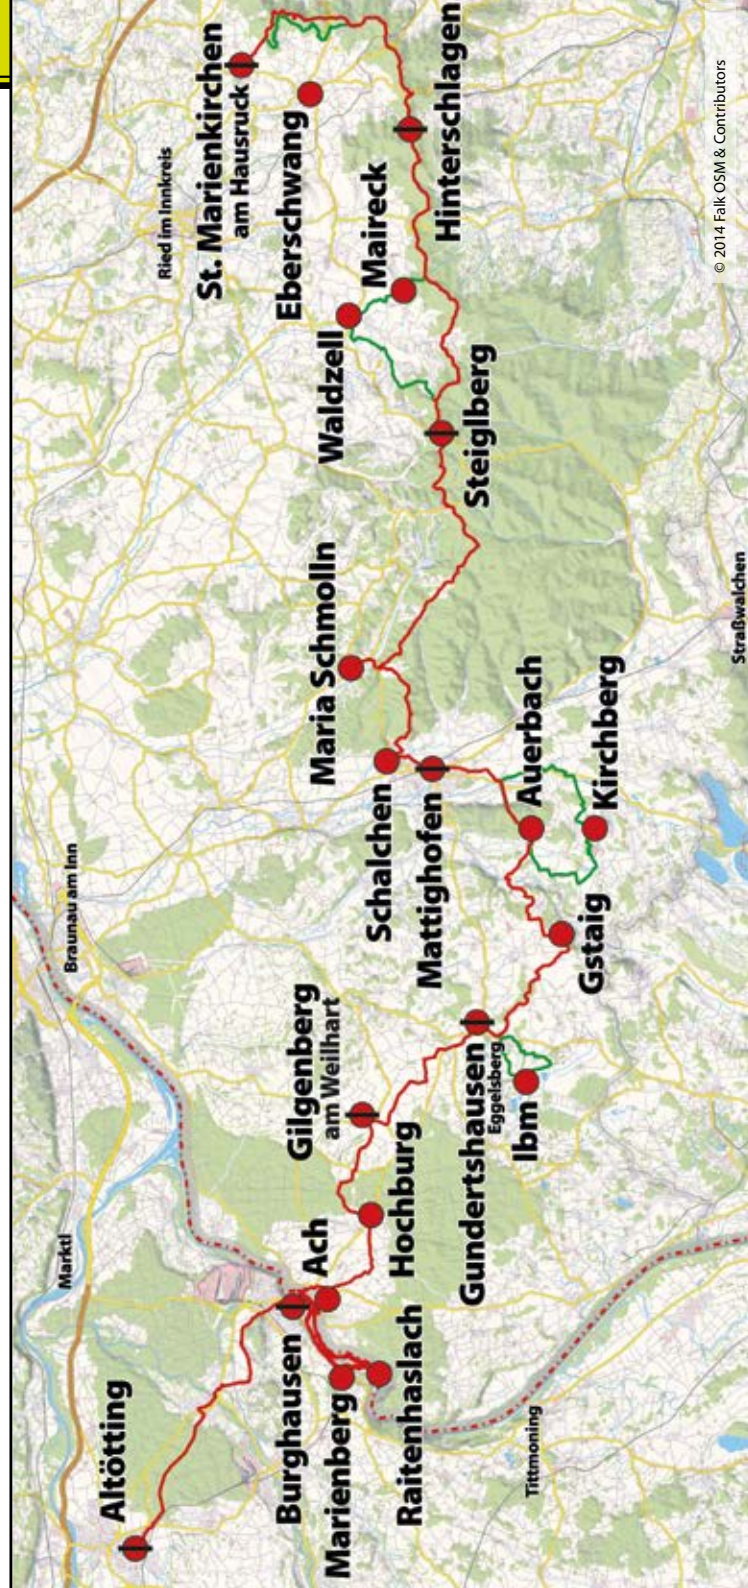 Altötting
Marktl
Burghausen
Marienberg
Raitenhaslach
Ach
Hochburg
Tittmoning
Gilgenberg
am Weilhart
Gundertshausen
Eggelsberg
Ibm
Braunau am Inn
Gstaig
Schalchen
Mattighofen
Auerbach
Kirchberg
Maria Schmolln
Straßwalchen
Steiglberg
Waldzell
Maireck
Ried im Innkreis
St. Marienkirchen
am Hausruck
Eberschwang
Hinterschlagen
© 2014 Falk OSM & Contributors